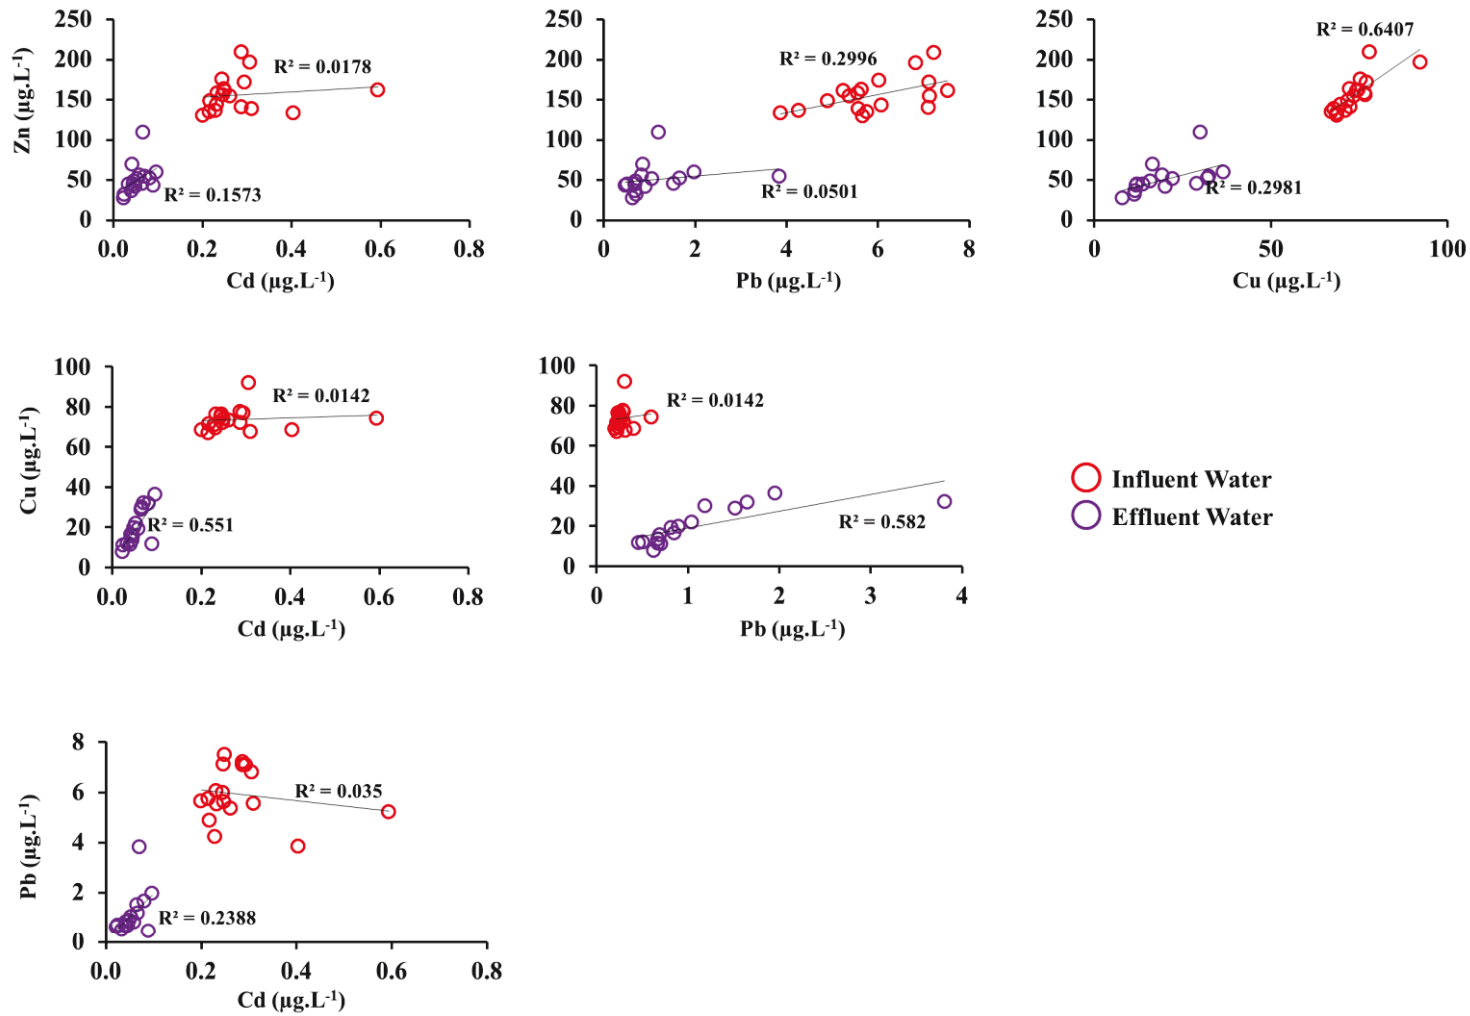 250
200
150
100
50
0
Zn (µg.L⁻¹)
R² = 0.0178
R² = 0.1573
0.0 0.2 0.4 0.6 0.8
Cd (µg.L⁻¹)
250
200
150
100
50
0
R² = 0.2996
R² = 0.0501
0 2 4 6 8
Pb (µg.L⁻¹)
250
200
150
100
50
0
R² = 0.6407
R² = 0.2981
0 50 100
Cu (µg.L⁻¹)
100
80
60
40
20
0
Cu (µg.L⁻¹)
R² = 0.0142
R² = 0.551
0.0 0.2 0.4 0.6 0.8
Cd (µg.L⁻¹)
100
80
60
40
20
0
R² = 0.0142
R² = 0.582
0 1 2 3 4
Pb (µg.L⁻¹)
Influent Water
Effluent Water
8
6
4
2
0
Pb (µg.L⁻¹)
R² = 0.035
R² = 0.2388
0.0 0.2 0.4 0.6 0.8
Cd (µg.L⁻¹)